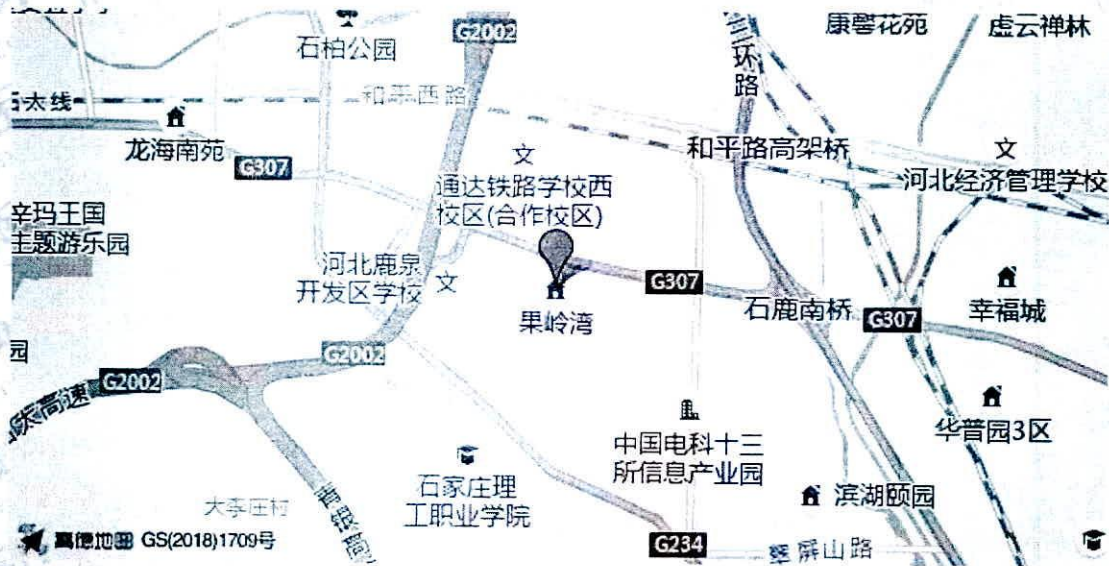 G2002
康馨花苑
虚云禅林
石柏公园
环路
和平西路
太线
龙海南苑
文
和平路高架桥
文
G307
河北经济管理学校
通达铁路学校西
校区(合作校区)
王国
主题游乐园
河北鹿泉
开发区学校
文
G307
幸福城
果岭湾
石鹿南桥
G307
园
G2002
G2002
高速
华普园3区
中国电科十三
所信息产业园
石家庄理
工职业学院
滨湖颐园
大李庄村
高德地图 GS(2018)1709号
G234
翠屏山路